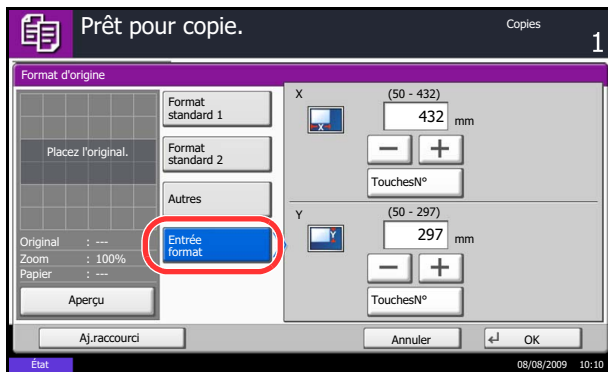 Prêt pour copie.
Copies
1
Format d'origine
Placez l'original.
Original : ---
Zoom : 100%
Papier : ---
Aperçu
Format
standard 1
Format
standard 2
Autres
Entrée
format
X
(50 - 432)
432 mm
X
− +
TouchesN°
Y
(50 - 297)
297 mm
Y
− +
TouchesN°
Aj.raccourci
Annuler
OK
État
08/08/2009 10:10